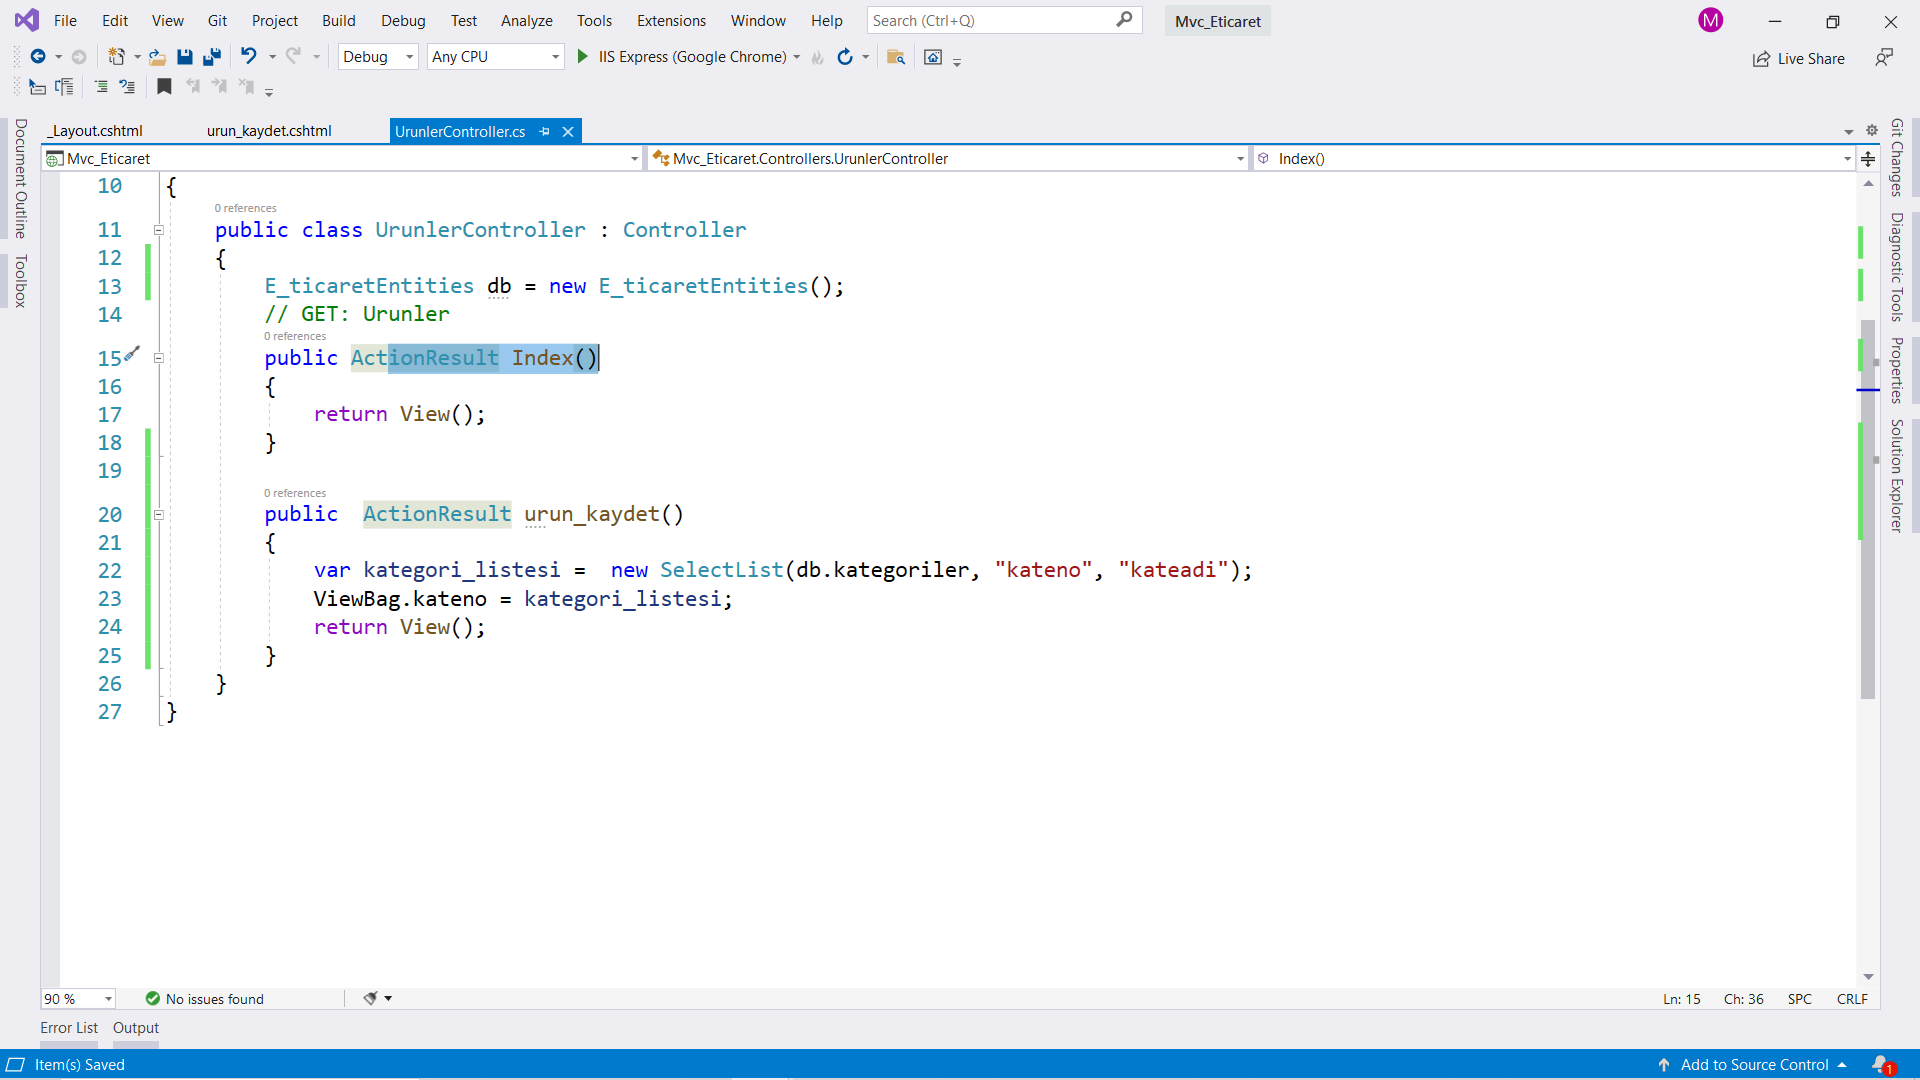 File Edit View Git Project Build Debug Test Analyze Tools Extensions Window Help Search (Ctrl+Q) Mvc_Eticaret M
Debug Any CPU IIS Express (Google Chrome) Live Share
_Layout.cshtml urun_kaydet.cshtml UrunlerController.cs
Mvc_Eticaret Mvc_Eticaret.Controllers.UrunlerController Index()
Document Outline
Toolbox
10 {
0 references
11 public class UrunlerController : Controller
12 {
13 E_ticaretEntities db = new E_ticaretEntities();
14 // GET: Urunler
0 references
15 public ActionResult Index()
16 {
17 return View();
18 }
19
0 references
20 public  ActionResult urun_kaydet()
21 {
22 var kategori_listesi =  new SelectList(db.kategoriler, "kateno", "kateadi");
23 ViewBag.kateno = kategori_listesi;
24 return View();
25 }
26 }
27 }
Git Changes
Diagnostic Tools
Properties
Solution Explorer
90 % No issues found Ln: 15 Ch: 36 SPC CRLF
Error List Output
Item(s) Saved Add to Source Control 1